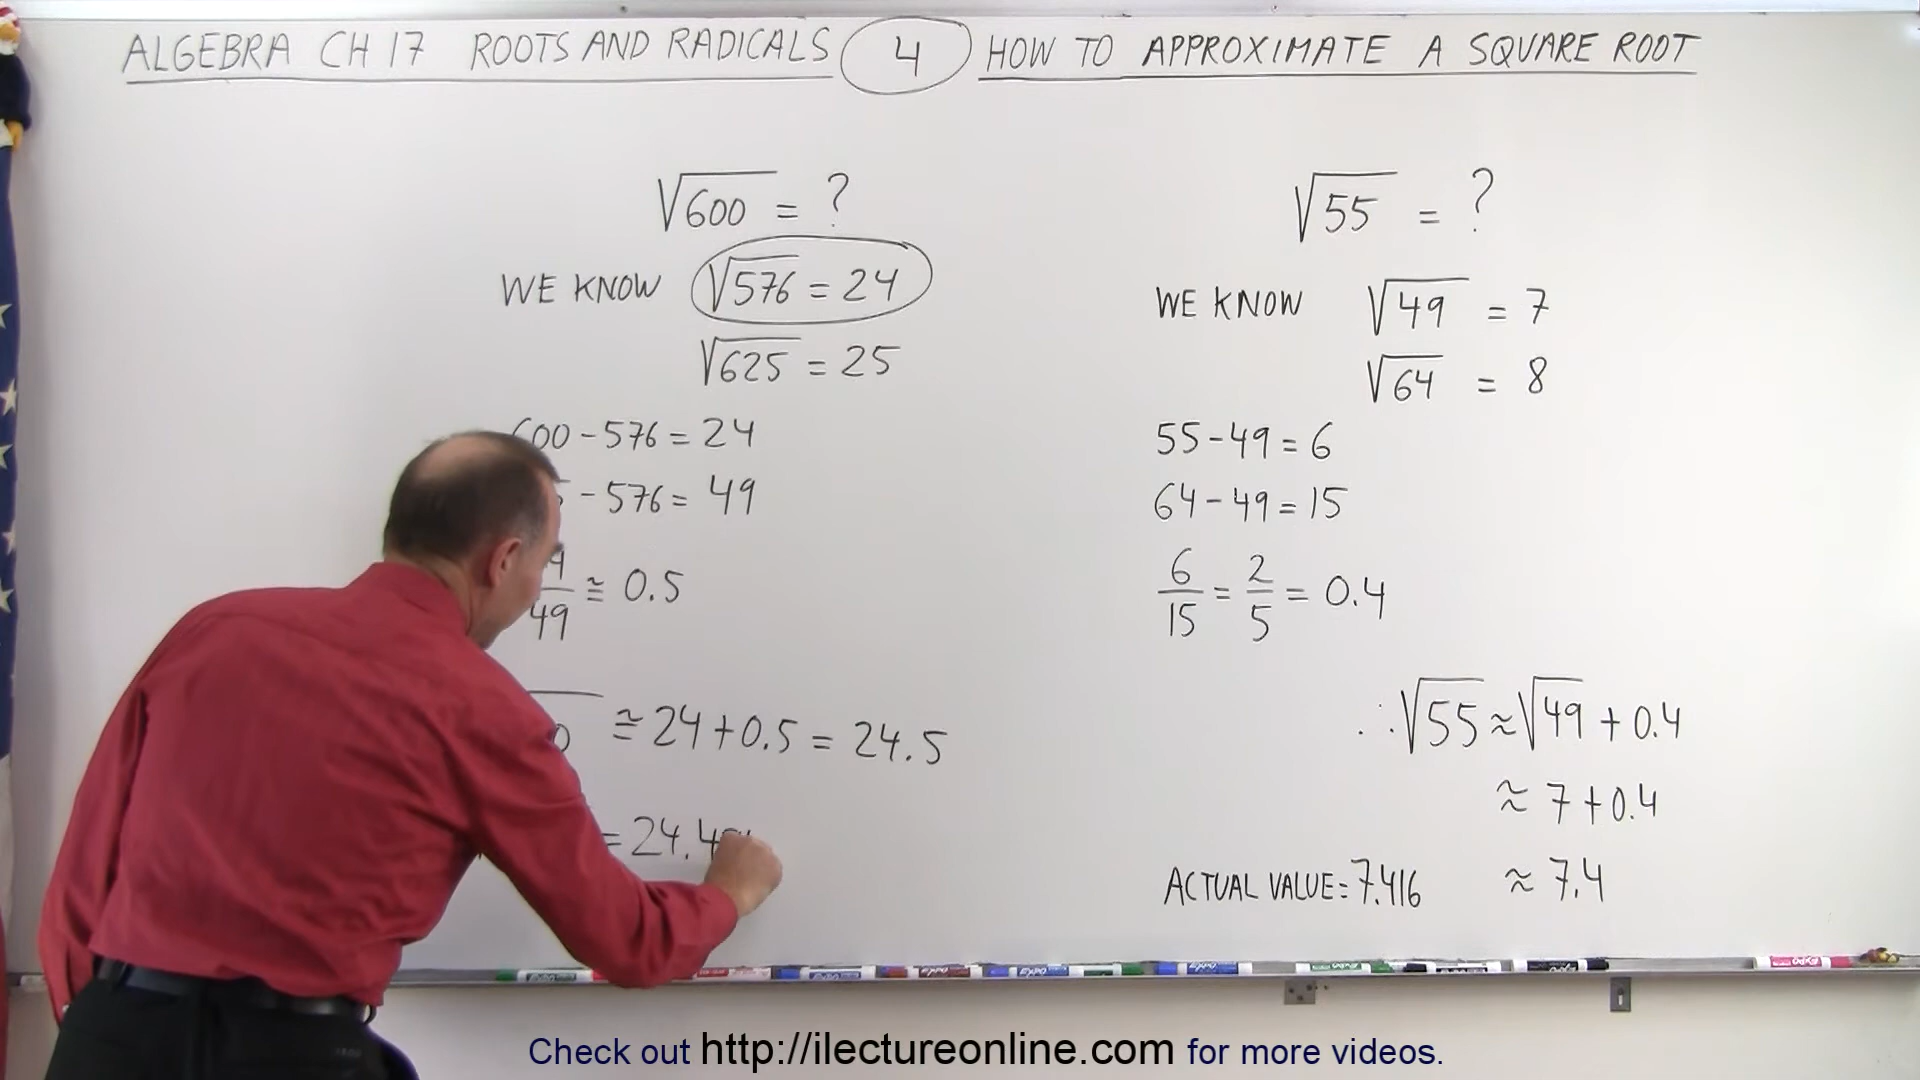 ALGEBRA CH 17 ROOTS AND RADICALS 4 HOW TO APPROXIMATE A SQUARE ROOT
√600 = ?
WE KNOW √576 = 24
√625 = 25
600 - 576 = 24
- 576 = 49
49 ≅ 0.5
≅ 24 + 0.5 = 24.5
= 24.4
√55 = ?
WE KNOW √49 = 7
√64 = 8
55 - 49 = 6
64 - 49 = 15
6/15 = 2/5 = 0.4
∴ √55 ≈ √49 + 0.4
≈ 7 + 0.4
ACTUAL VALUE = 7.416 ≈ 7.4
Check out http://ilectureonline.com for more videos.